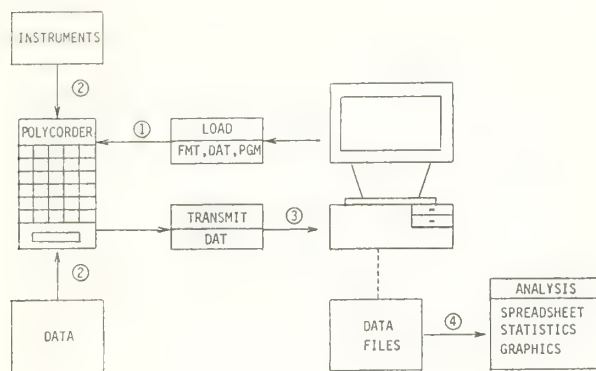 INSTRUMENTS
②
POLYCORDER
①
LOAD
FMT,DAT,PGM
TRANSMIT
DAT
③
②
DATA
DATA
FILES
④
ANALYSIS
SPREADSHEET
STATISTICS
GRAPHICS